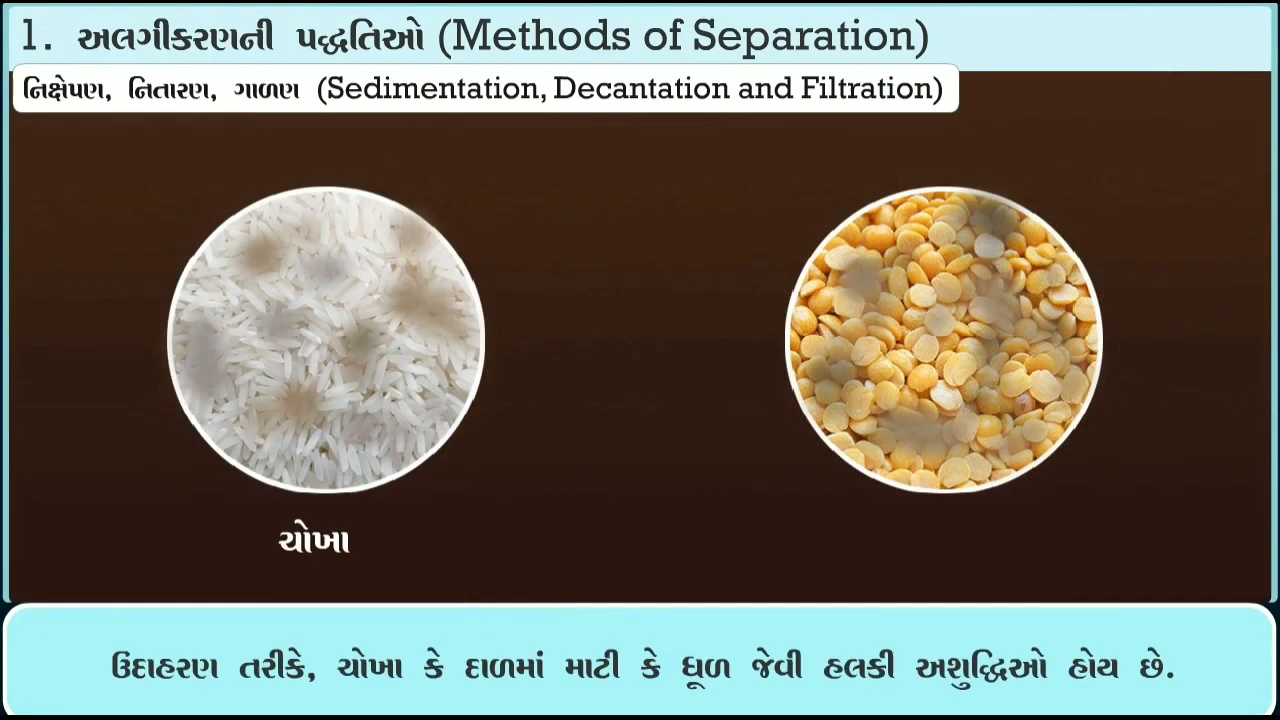 1. અલગીકરણની પદ્ધતિઓ (Methods of Separation)
નિક્ષેપણ, નિતારણ, ગાળણ (Sedimentation, Decantation and Filtration)
ચોખા
ઉદાહરણ તરીકે, ચોખા કે દાળમાં માટી કે ધૂળ જેવી હલકી અશુદ્ધિઓ હોય છે.